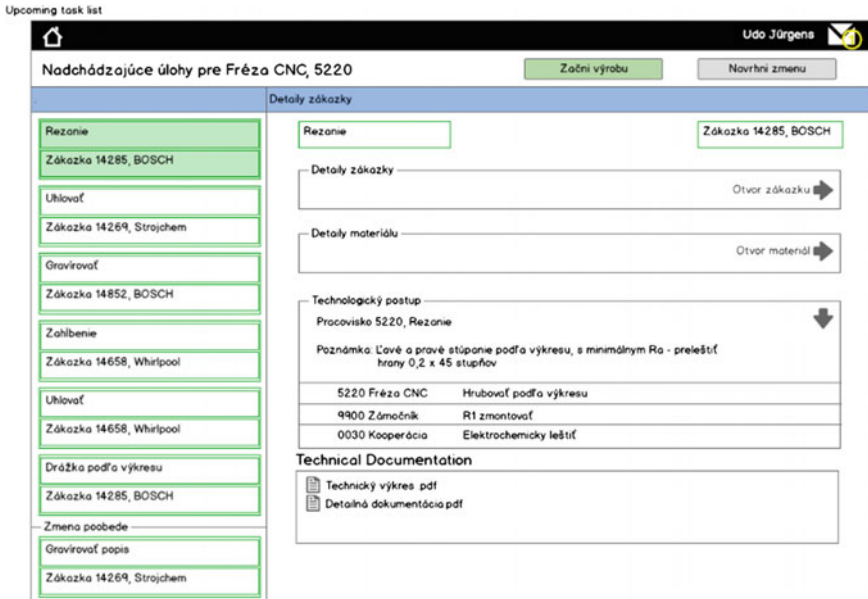 Upcoming task list
Udo Jürgens
Nadchádzajúce úlohy pre Fréza CNC, 5220
Začni výrobu
Navrhni zmenu
Detaily zákazky
Rezanie
Zákazka 14285, BOSCH
Uhlovať
Zákazka 14269, Strojchem
Gravírovať
Zákazka 14852, BOSCH
Zahĺbenie
Zákazka 14658, Whirlpool
Uhlovať
Zákazka 14658, Whirlpool
Drážka podľa výkresu
Zákazka 14285, BOSCH
Zmena poobede
Gravírovať popis
Zákazka 14269, Strojchem
Rezanie
Zákazka 14285, BOSCH
Detaily zákazky
Otvor zákazku
Detaily materiálu
Otvor materiál
Technologický postup
Pracovisko 5220, Rezanie
Poznámka: Ľavé a pravé stúpanie podľa výkresu, s minimálnym Ra - preleštiť
hrany 0,2 x 45 stupňov
5220 Fréza CNC Hrubovať podľa výkresu
9900 Zámočník R1 zmontovať
0030 Kooperácia Elektrochemicky leštiť
Technical Documentation
Technický výkres .pdf
Detailná dokumentácia pdf